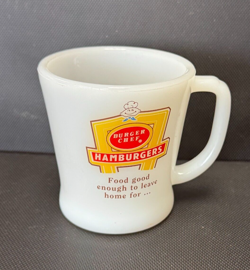 BURGER
CHEF
HAMBURGERS
Food good
enough to leave
home for ...